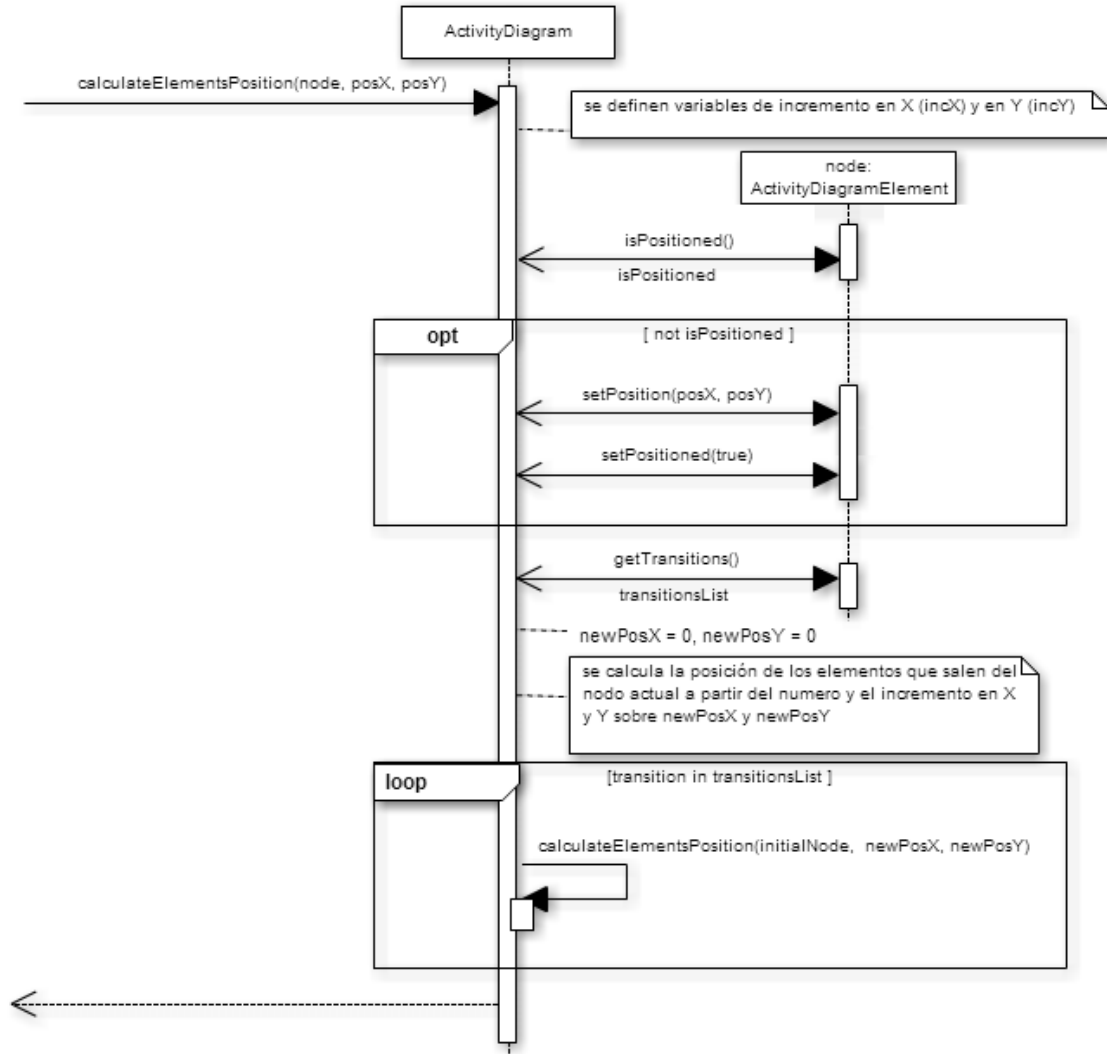 ActivityDiagram
calculateElementsPosition(node, posX, posY)
se definen variables de incremento en X (incX) y en Y (incY)
node:
ActivityDiagramElement
isPositioned()
isPositioned
opt
[ not isPositioned ]
setPosition(posX, posY)
setPositioned(true)
getTransitions()
transitionsList
newPosX = 0, newPosY = 0
se calcula la posición de los elementos que salen del
nodo actual a partir del numero y el incremento en X
y Y sobre newPosX y newPosY
loop
[transition in transitionsList ]
calculateElementsPosition(initialNode, newPosX, newPosY)